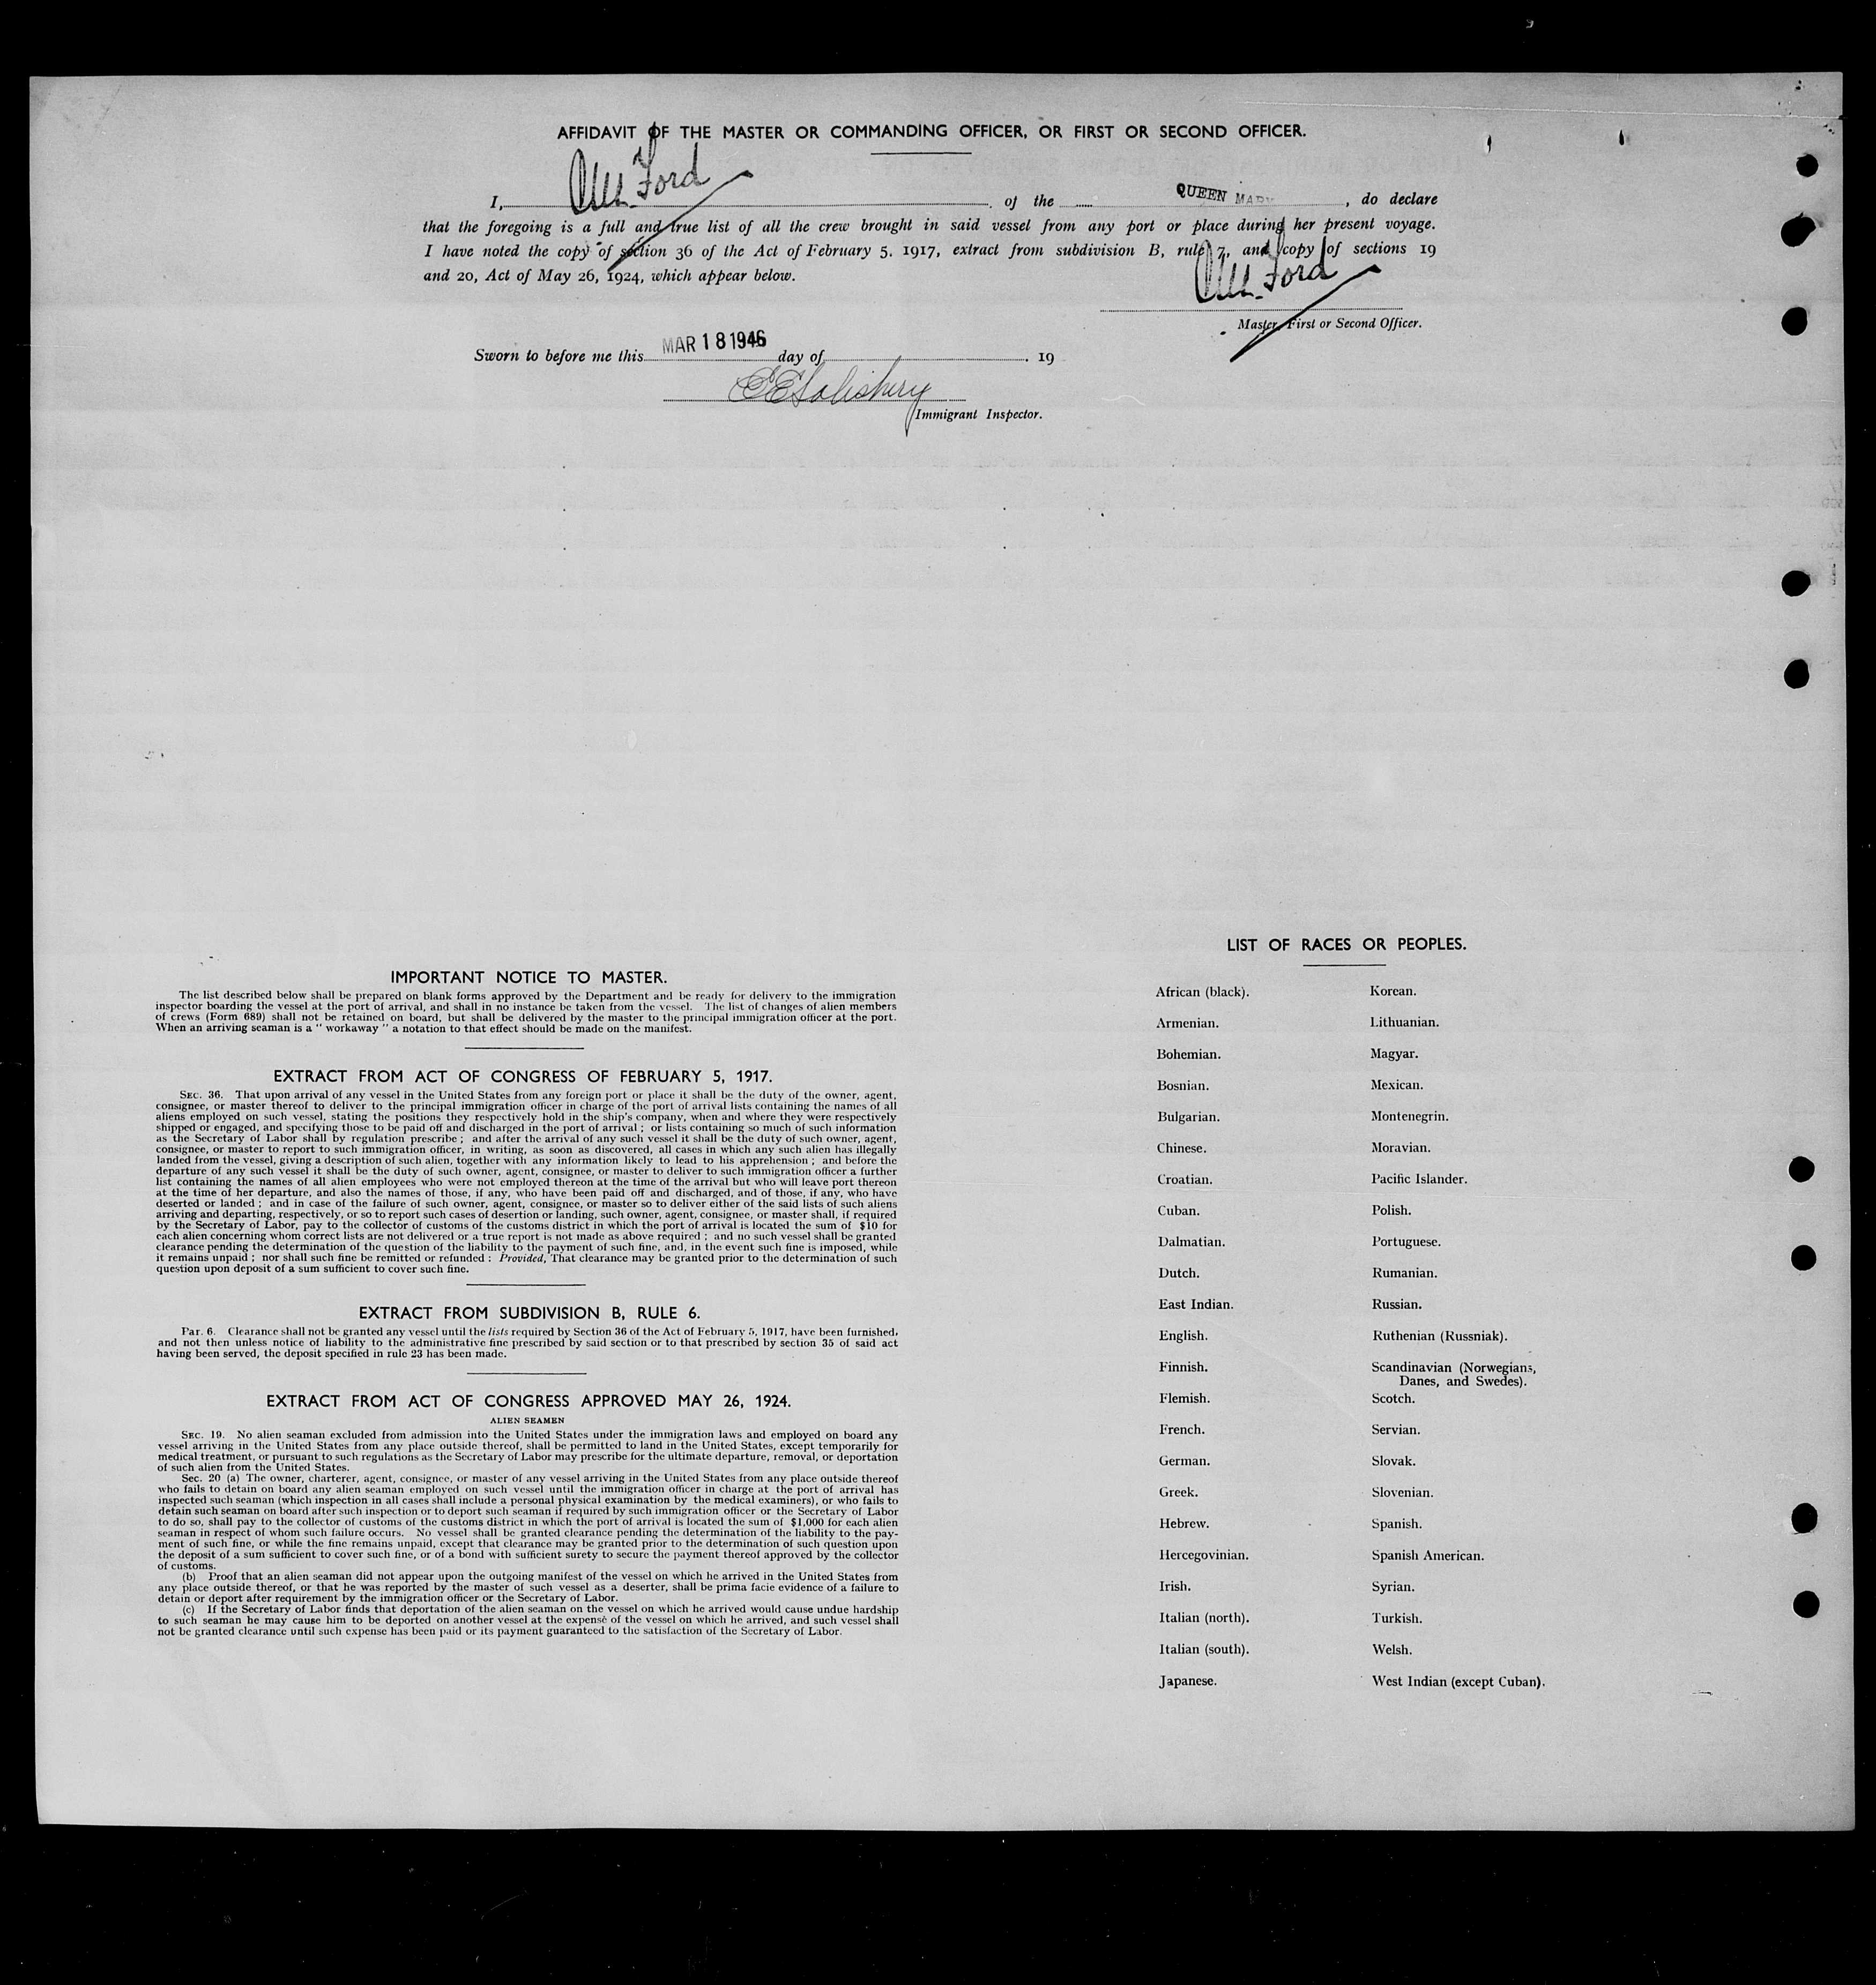 AFFIDAVIT OF THE MASTER OR COMMANDING OFFICER, OR FIRST OR SECOND OFFICER.
I, Ford of the QUEEN MARY, do declare
that the foregoing is a full and true list of all the crew brought in said vessel from any port or place during her present voyage.
I have noted the copy of section 36 of the Act of February 5, 1917, extract from subdivision B, rule 7, and copy of sections 19
and 20, Act of May 26, 1924, which appear below.
Ford
Master, First or Second Officer.
Sworn to before me this MAR 18 1946 day of 19
E E Salisbury
Immigrant Inspector.
IMPORTANT NOTICE TO MASTER.
The list described below shall be prepared on blank forms approved by the Department and be ready for delivery to the immigration
inspector boarding the vessel at the port of arrival, and shall in no instance be taken from the vessel. The list of changes of alien members
of crews (Form 689) shall not be retained on board, but shall be delivered by the master to the principal immigration officer at the port.
When an arriving seaman is a " workaway " a notation to that effect should be made on the manifest.
EXTRACT FROM ACT OF CONGRESS OF FEBRUARY 5, 1917.
SEC. 36. That upon arrival of any vessel in the United States from any foreign port or place it shall be the duty of the owner, agent,
consignee, or master thereof to deliver to the principal immigration officer in charge of the port of arrival lists containing the names of all
aliens employed on such vessel, stating the positions they respectively hold in the ship's company, when and where they were respectively
shipped or engaged, and specifying those to be paid off and discharged in the port of arrival ; or lists containing so much of such information
as the Secretary of Labor shall by regulation prescribe ; and after the arrival of any such vessel it shall be the duty of such owner, agent,
consignee, or master to report to such immigration officer, in writing, as soon as discovered, all cases in which any such alien has illegally
landed from the vessel, giving a description of such alien, together with any information likely to lead to his apprehension ; and before the
departure of any such vessel it shall be the duty of such owner, agent, consignee, or master to deliver to such immigration officer a further
list containing the names of all alien employees who were not employed thereon at the time of the arrival but who will leave port thereon
at the time of her departure, and also the names of those, if any, who have been paid off and discharged, and of those, if any, who have
deserted or landed ; and in case of the failure of such owner, agent, consignee, or master so to deliver either of the said lists of such aliens
arriving and departing, respectively, or so to report such cases of desertion or landing, such owner, agent, consignee, or master shall, if required
by the Secretary of Labor, pay to the collector of customs of the customs district in which the port of arrival is located the sum of $10 for
each alien concerning whom correct lists are not delivered or a true report is not made as above required ; and no such vessel shall be granted
clearance pending the determination of the question of the liability to the payment of such fine, and, in the event such fine is imposed, while
it remains unpaid ; nor shall such fine be remitted or refunded : Provided, That clearance may be granted prior to the determination of such
question upon deposit of a sum sufficient to cover such fine.
EXTRACT FROM SUBDIVISION B, RULE 6.
Par. 6. Clearance shall not be granted any vessel until the lists required by Section 36 of the Act of February 5, 1917, have been furnished,
and not then unless notice of liability to the administrative fine prescribed by said section or to that prescribed by section 35 of said act
having been served, the deposit specified in rule 23 has been made.
EXTRACT FROM ACT OF CONGRESS APPROVED MAY 26, 1924.
ALIEN SEAMEN
SEC. 19. No alien seaman excluded from admission into the United States under the immigration laws and employed on board any
vessel arriving in the United States from any place outside thereof, shall be permitted to land in the United States, except temporarily for
medical treatment, or pursuant to such regulations as the Secretary of Labor may prescribe for the ultimate departure, removal, or deportation
of such alien from the United States.
Sec. 20 (a) The owner, charterer, agent, consignee, or master of any vessel arriving in the United States from any place outside thereof
who fails to detain on board any alien seaman employed on such vessel until the immigration officer in charge at the port of arrival has
inspected such seaman (which inspection in all cases shall include a personal physical examination by the medical examiners), or who fails to
detain such seaman on board after such inspection or to deport such seaman if required by such immigration officer or the Secretary of Labor
to do so, shall pay to the collector of customs of the customs district in which the port of arrival is located the sum of $1,000 for each alien
seaman in respect of whom such failure occurs. No vessel shall be granted clearance pending the determination of the liability to the pay-
ment of such fine, or while the fine remains unpaid, except that clearance may be granted prior to the determination of such question upon
the deposit of a sum sufficient to cover such fine, or of a bond with sufficient surety to secure the payment thereof approved by the collector
of customs.
(b) Proof that an alien seaman did not appear upon the outgoing manifest of the vessel on which he arrived in the United States from
any place outside thereof, or that he was reported by the master of such vessel as a deserter, shall be prima facie evidence of a failure to
detain or deport after requirement by the immigration officer or the Secretary of Labor.
(c) If the Secretary of Labor finds that deportation of the alien seaman on the vessel on which he arrived would cause undue hardship
to such seaman he may cause him to be deported on another vessel at the expense of the vessel on which he arrived, and such vessel shall
not be granted clearance until such expense has been paid or its payment guaranteed to the satisfaction of the Secretary of Labor.
LIST OF RACES OR PEOPLES.
African (black). Korean.
Armenian. Lithuanian.
Bohemian. Magyar.
Bosnian. Mexican.
Bulgarian. Montenegrin.
Chinese. Moravian.
Croatian. Pacific Islander.
Cuban. Polish.
Dalmatian. Portuguese.
Dutch. Rumanian.
East Indian. Russian.
English. Ruthenian (Russniak).
Finnish. Scandinavian (Norwegians,
Danes, and Swedes).
Flemish. Scotch.
French. Servian.
German. Slovak.
Greek. Slovenian.
Hebrew. Spanish.
Hercegovinian. Spanish American.
Irish. Syrian.
Italian (north). Turkish.
Italian (south). Welsh.
Japanese. West Indian (except Cuban).